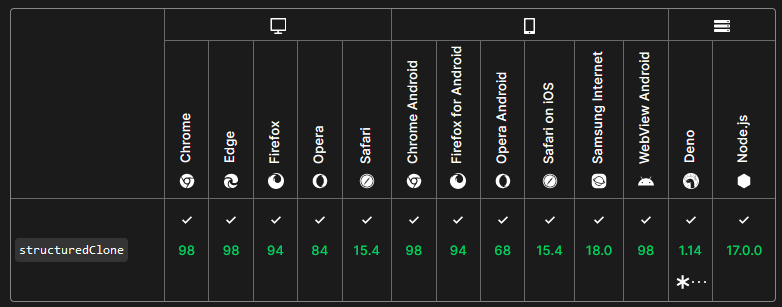 Chrome
Edge
Firefox
Opera
Safari
Chrome Android
Firefox for Android
Opera Android
Safari on iOS
Samsung Internet
WebView Android
Deno
Node.js
structuredClone
✓ 98
✓ 98
✓ 94
✓ 84
✓ 15.4
✓ 98
✓ 94
✓ 68
✓ 15.4
✓ 18.0
✓ 98
✓ 1.14
✓ 17.0.0